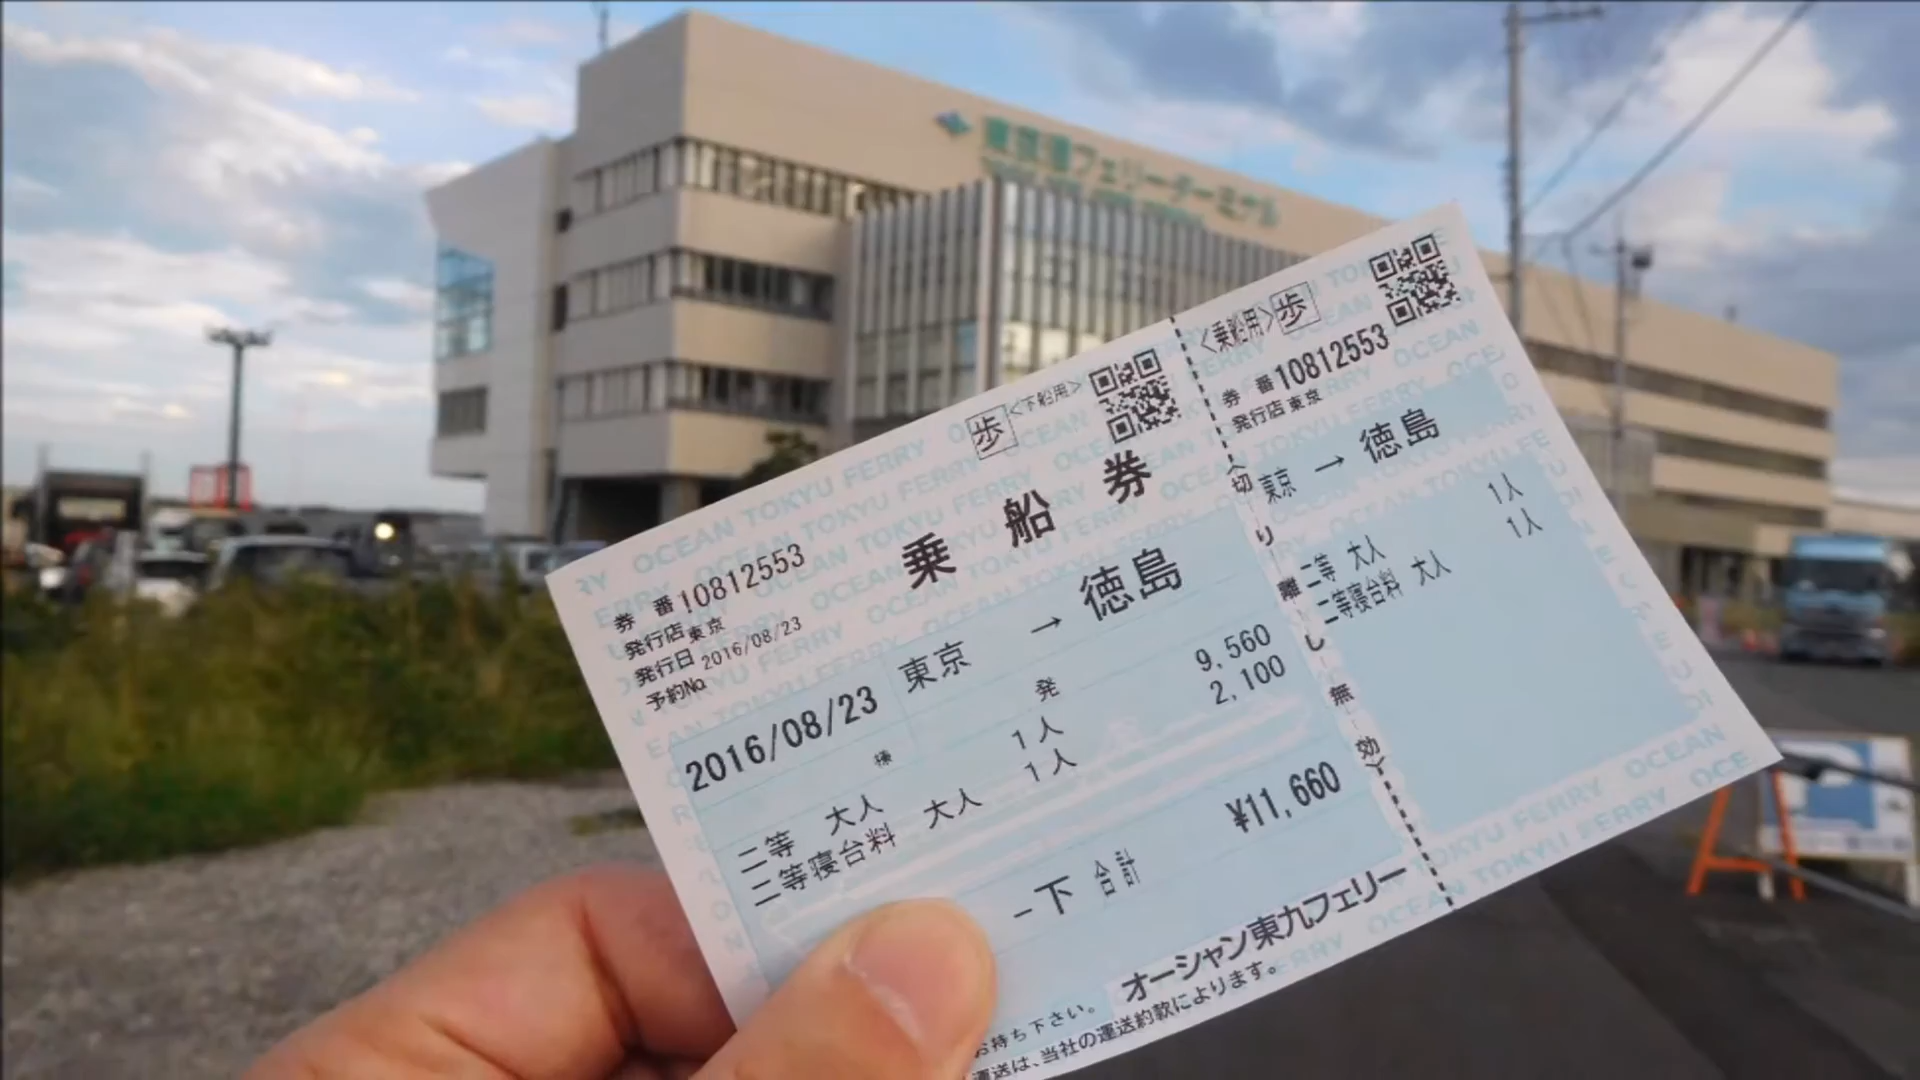 東京港フェリーターミナル
歩 <下船用>
券 番 10812553
発行店 東京
発行日 2016/08/23
予約No.
乗船券
2016/08/23 東京 → 徳島
様 発
二等 大人 1人 9,560
二等寝台料 大人 1人 2,100
-下 合計 ¥11,660
オーシャン東九フェリー
お持ち下さい。
運送は、当社の運送約款によります。
<切り離し無効>
<乗船用> 歩
券 番 10812553
発行店 東京
東京 → 徳島
二等 大人 1人
二等寝台料 大人 1人
OCEAN TOKYU FERRY